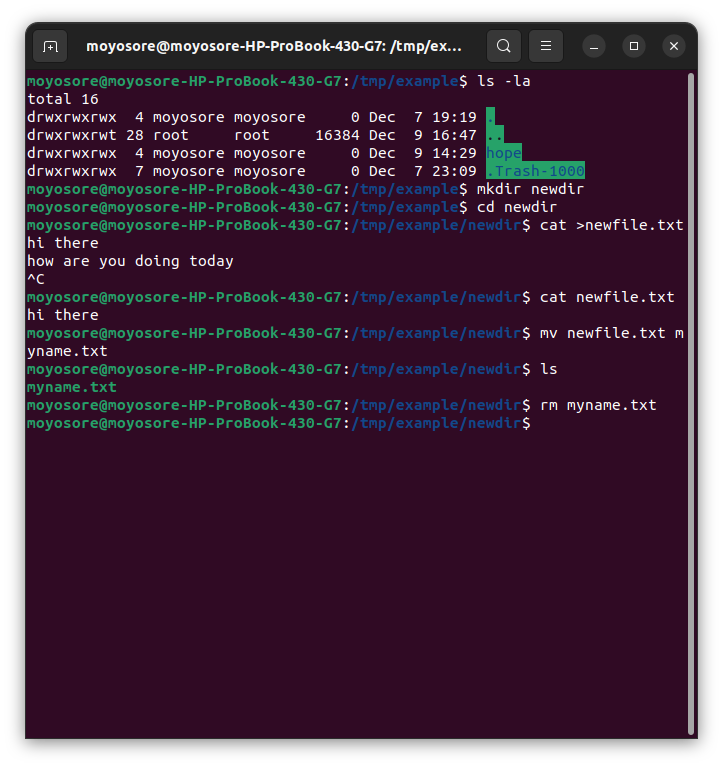 moyosore@moyosore-HP-ProBook-430-G7: /tmp/ex...
moyosore@moyosore-HP-ProBook-430-G7:/tmp/example$ ls -la
total 16
drwxrwxrwx  4 moyosore moyosore     0 Dec  7 19:19 .
drwxrwxrwt 28 root     root     16384 Dec  9 16:47 ..
drwxrwxrwx  4 moyosore moyosore     0 Dec  9 14:29 hope
drwxrwxrwx  7 moyosore moyosore     0 Dec  7 23:09 .Trash-1000
moyosore@moyosore-HP-ProBook-430-G7:/tmp/example$ mkdir newdir
moyosore@moyosore-HP-ProBook-430-G7:/tmp/example$ cd newdir
moyosore@moyosore-HP-ProBook-430-G7:/tmp/example/newdir$ cat >newfile.txt
hi there
how are you doing today
^C
moyosore@moyosore-HP-ProBook-430-G7:/tmp/example/newdir$ cat newfile.txt
hi there
moyosore@moyosore-HP-ProBook-430-G7:/tmp/example/newdir$ mv newfile.txt m
yname.txt
moyosore@moyosore-HP-ProBook-430-G7:/tmp/example/newdir$ ls
myname.txt
moyosore@moyosore-HP-ProBook-430-G7:/tmp/example/newdir$ rm myname.txt
moyosore@moyosore-HP-ProBook-430-G7:/tmp/example/newdir$